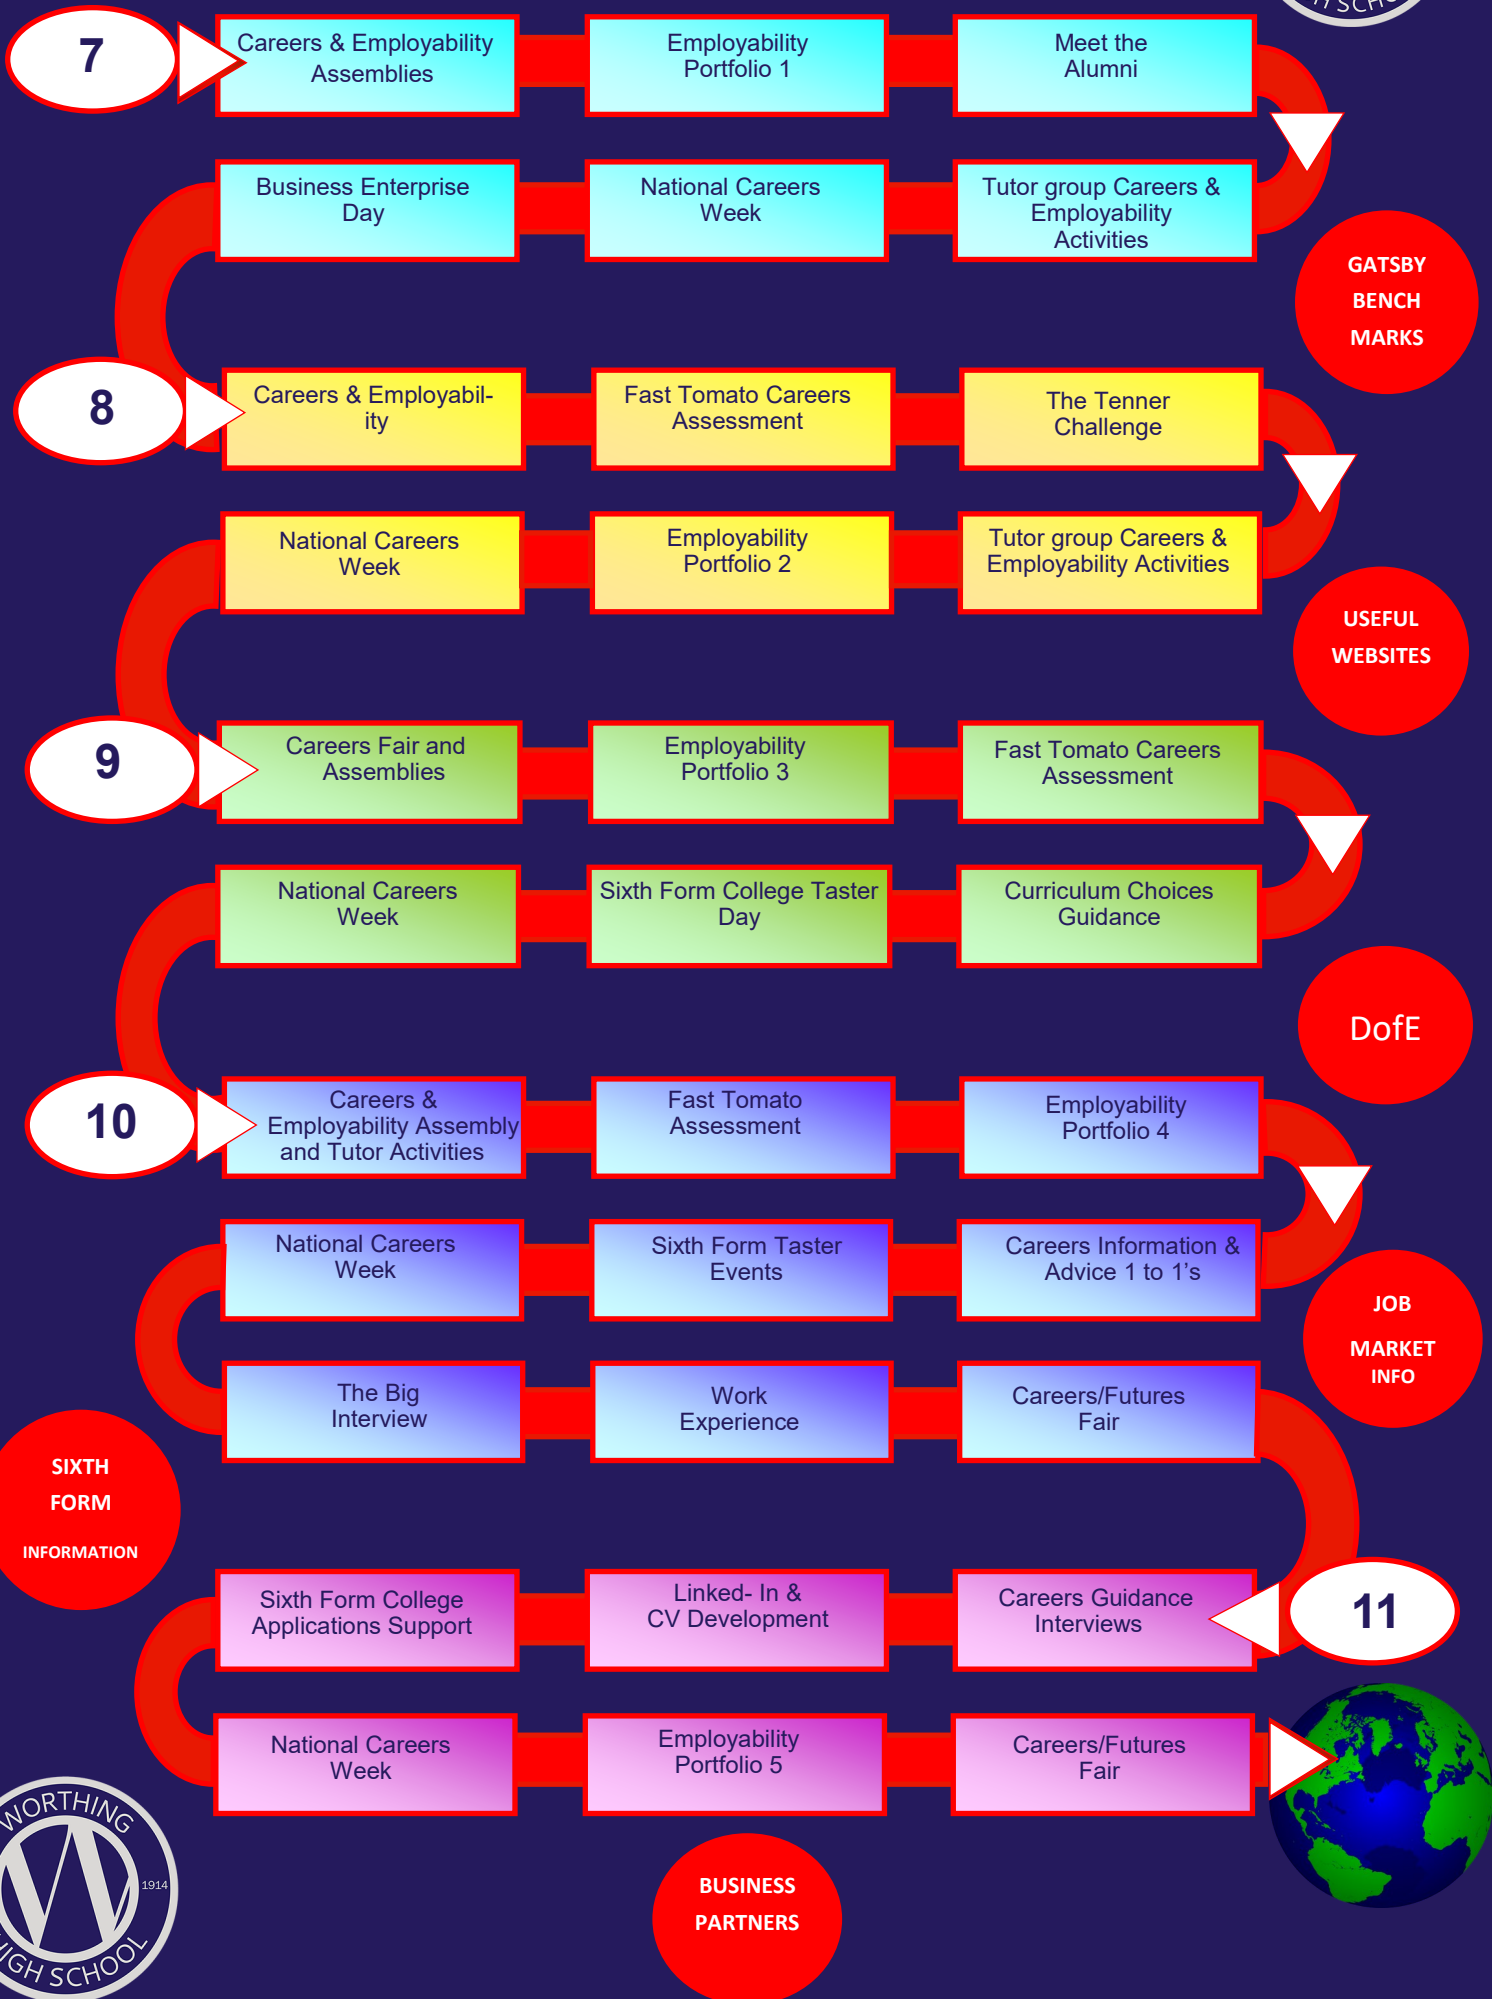 H SCHO
7
Careers & Employability
Assemblies
Employability
Portfolio 1
Meet the
Alumni
Business Enterprise
Day
National Careers
Week
Tutor group Careers &
Employability
Activities
GATSBY
BENCH
MARKS
8
Careers & Employabil-
ity
Fast Tomato Careers
Assessment
The Tenner
Challenge
National Careers
Week
Employability
Portfolio 2
Tutor group Careers &
Employability Activities
USEFUL
WEBSITES
9
Careers Fair and
Assemblies
Employability
Portfolio 3
Fast Tomato Careers
Assessment
National Careers
Week
Sixth Form College Taster
Day
Curriculum Choices
Guidance
DofE
10
Careers &
Employability Assembly
and Tutor Activities
Fast Tomato
Assessment
Employability
Portfolio 4
National Careers
Week
Sixth Form Taster
Events
Careers Information &
Advice 1 to 1’s
JOB
MARKET
INFO
The Big
Interview
Work
Experience
Careers/Futures
Fair
SIXTH
FORM
INFORMATION
Sixth Form College
Applications Support
Linked- In &
CV Development
Careers Guidance
Interviews
11
National Careers
Week
Employability
Portfolio 5
Careers/Futures
Fair
WORTHING
W
1914
HIGH SCHOOL
BUSINESS
PARTNERS